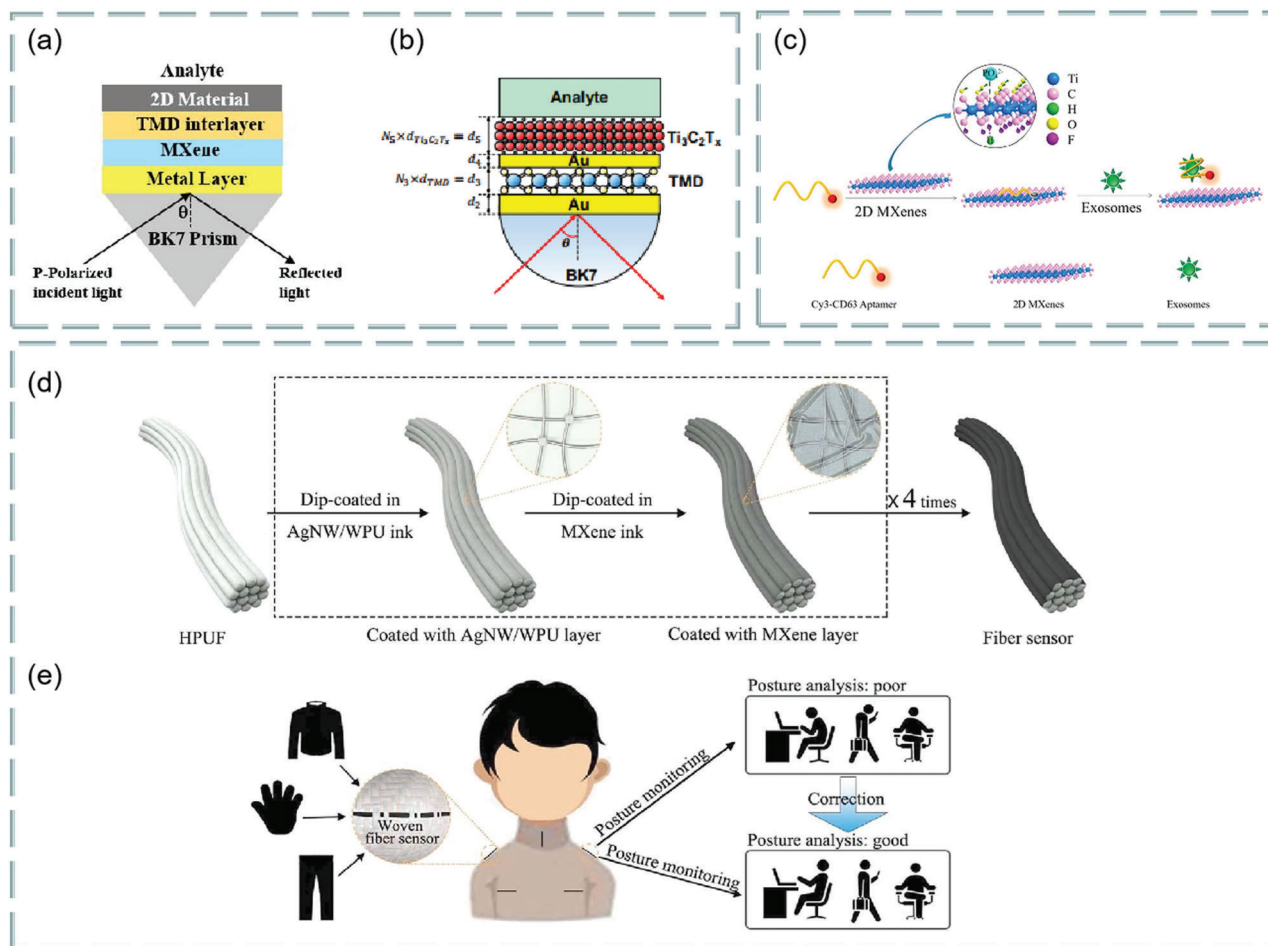 (a)
Analyte
2D Material
TMD interlayer
MXene
Metal Layer
θ
BK7 Prism
P-Polarized
incident light
Reflected
light
(b)
Analyte
N₅×d_{Ti₃C₂Tₓ} = d₅
Ti₃C₂Tₓ
d₄
Au
N₃×d_{TMD} = d₃
TMD
d₂
Au
θ
BK7
(c)
Ti
C
H
O
F
2D MXenes
Exosomes
Cy3-CD63 Aptamer
2D MXenes
Exosomes
(d)
Dip-coated in
AgNW/WPU ink
Dip-coated in
MXene ink
x 4 times
HPUF
Coated with AgNW/WPU layer
Coated with MXene layer
Fiber sensor
(e)
Woven
fiber sensor
Posture monitoring
Posture monitoring
Posture analysis: poor
Correction
Posture analysis: good